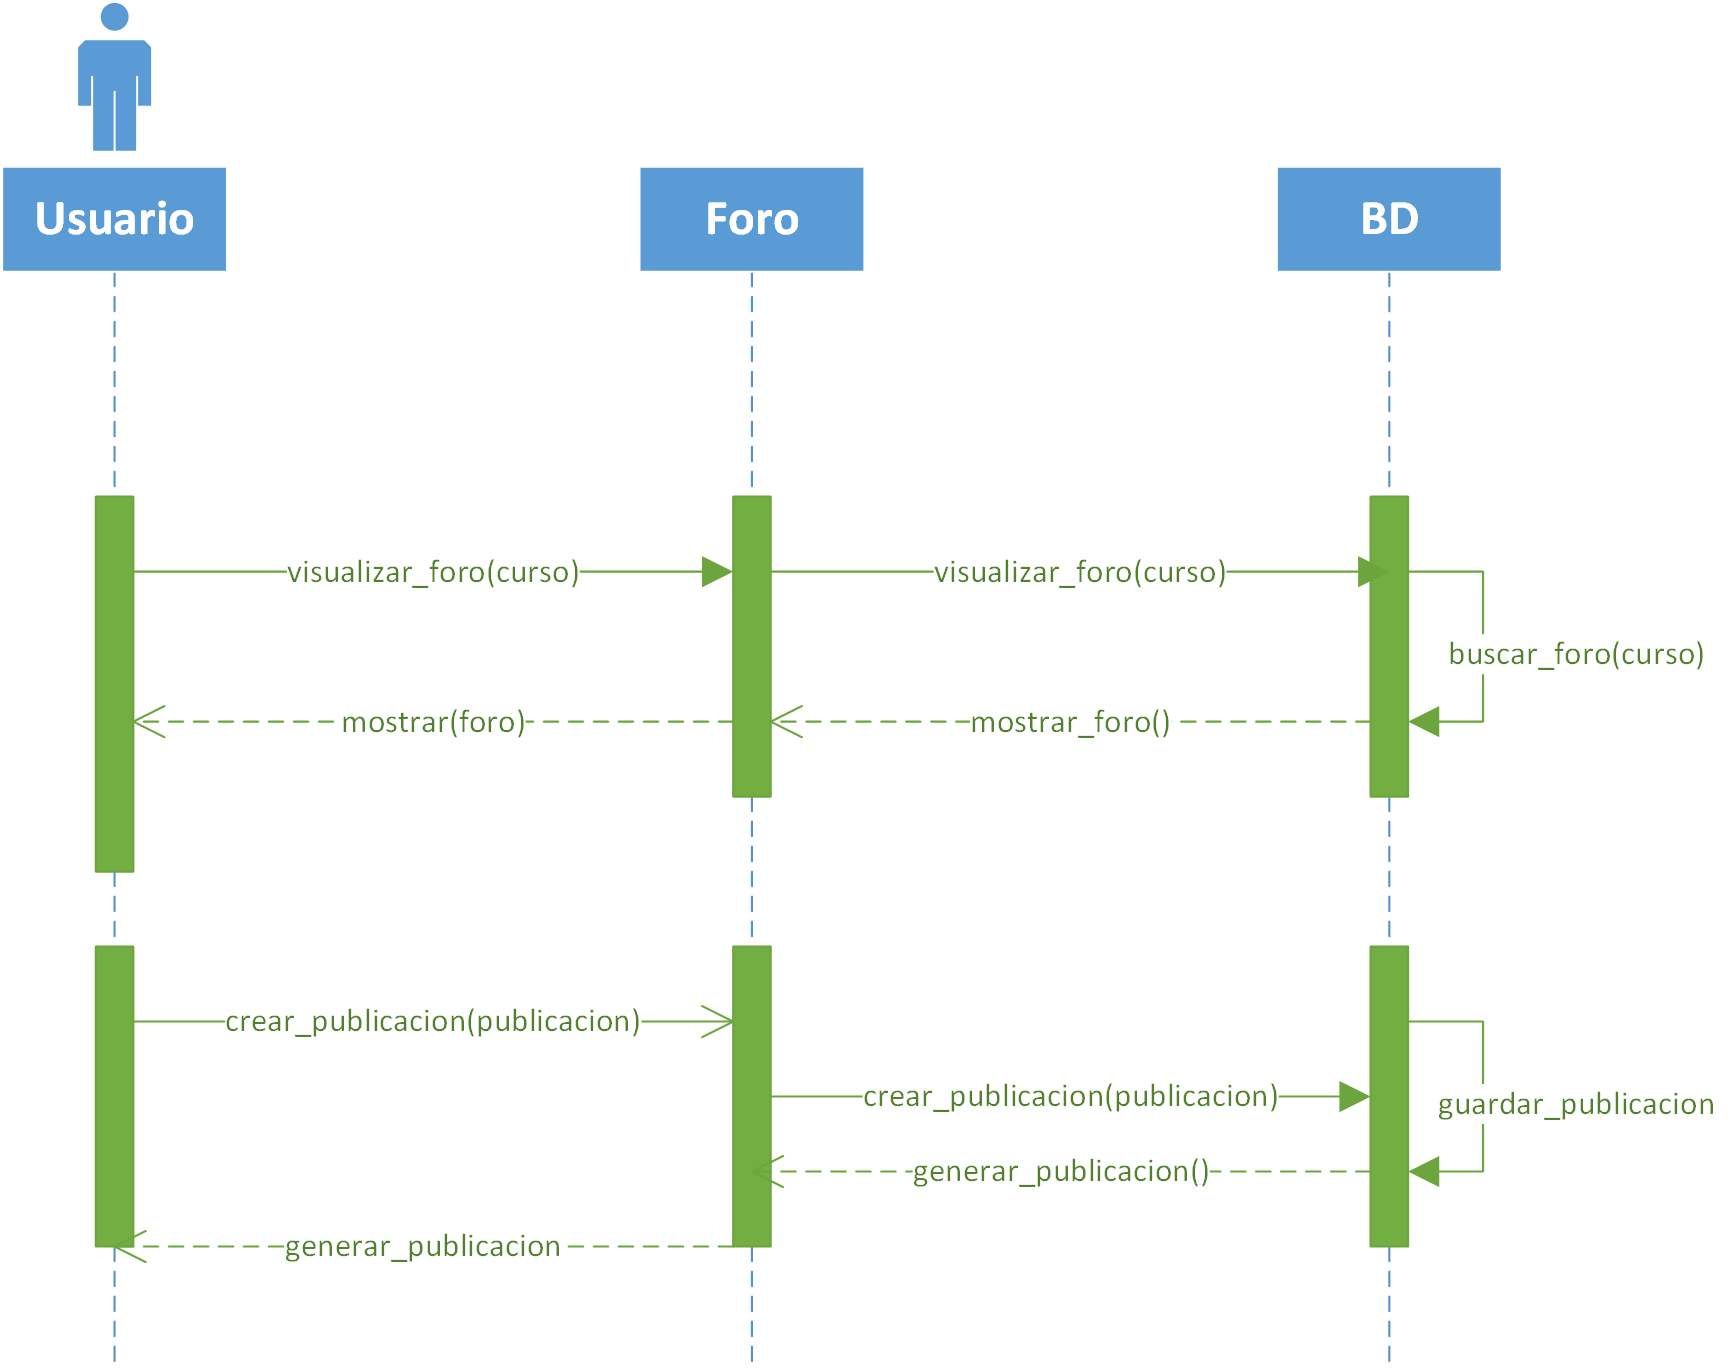 Usuario
Foro
BD
visualizar_foro(curso)
visualizar_foro(curso)
buscar_foro(curso)
mostrar(foro)
mostrar_foro()
crear_publicacion(publicacion)
crear_publicacion(publicacion)
guardar_publicacion
generar_publicacion()
generar_publicacion